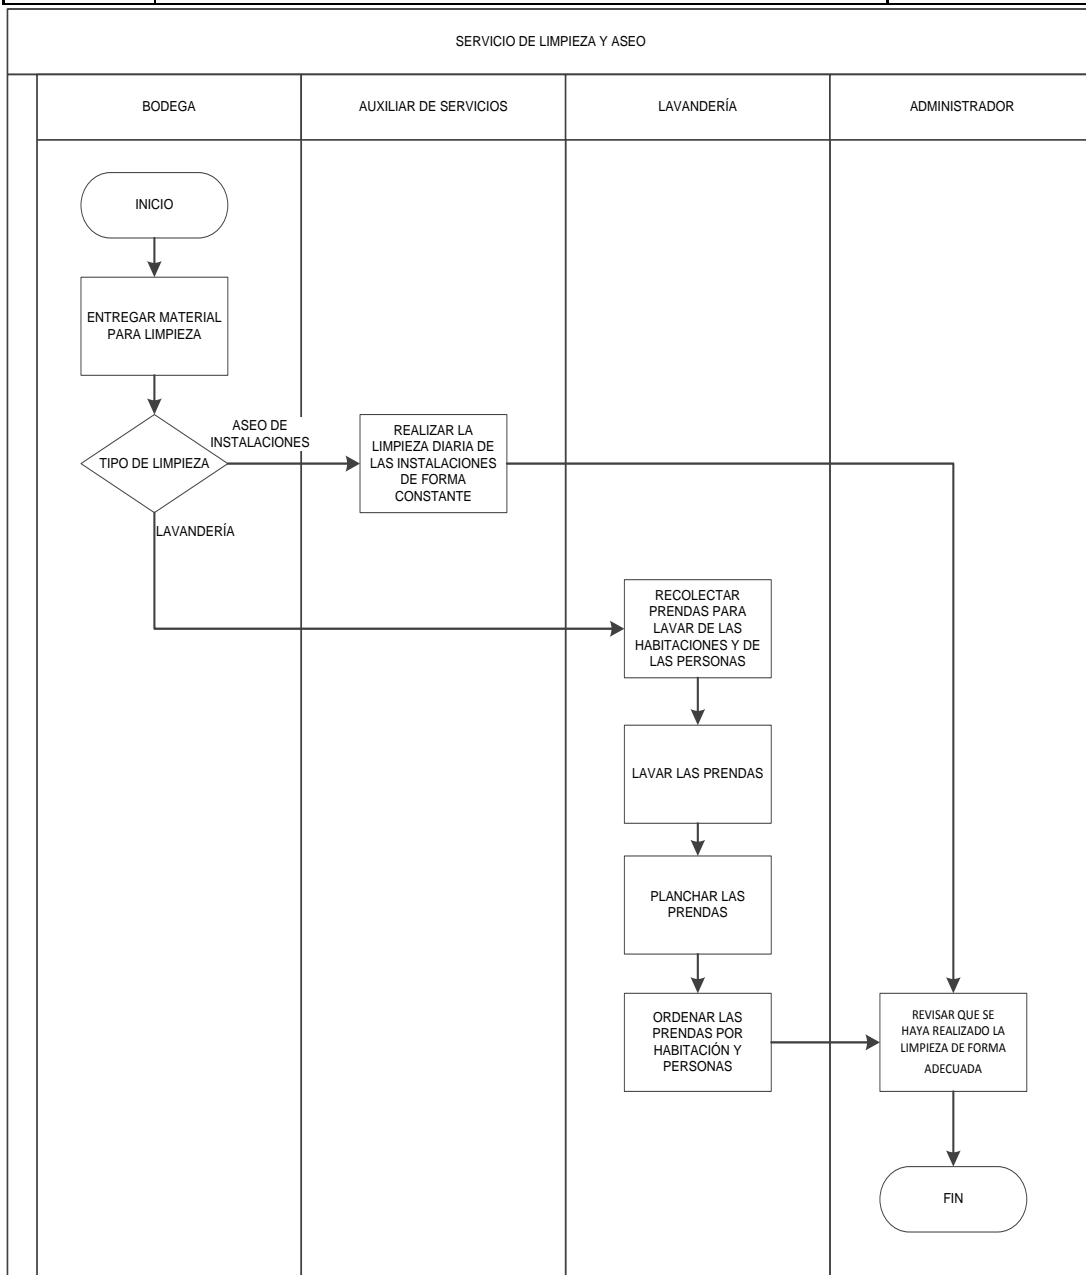 SERVICIO DE LIMPIEZA Y ASEO
BODEGA
AUXILIAR DE SERVICIOS
LAVANDERÍA
ADMINISTRADOR
INICIO
ENTREGAR MATERIAL
PARA LIMPIEZA
TIPO DE LIMPIEZA
ASEO DE
INSTALACIONES
REALIZAR LA
LIMPIEZA DIARIA DE
LAS INSTALACIONES
DE FORMA
CONSTANTE
LAVANDERÍA
RECOLECTAR
PRENDAS PARA
LAVAR DE LAS
HABITACIONES Y DE
LAS PERSONAS
LAVAR LAS PRENDAS
PLANCHAR LAS
PRENDAS
ORDENAR LAS
PRENDAS POR
HABITACIÓN Y
PERSONAS
REVISAR QUE SE
HAYA REALIZADO LA
LIMPIEZA DE FORMA
ADECUADA
FIN